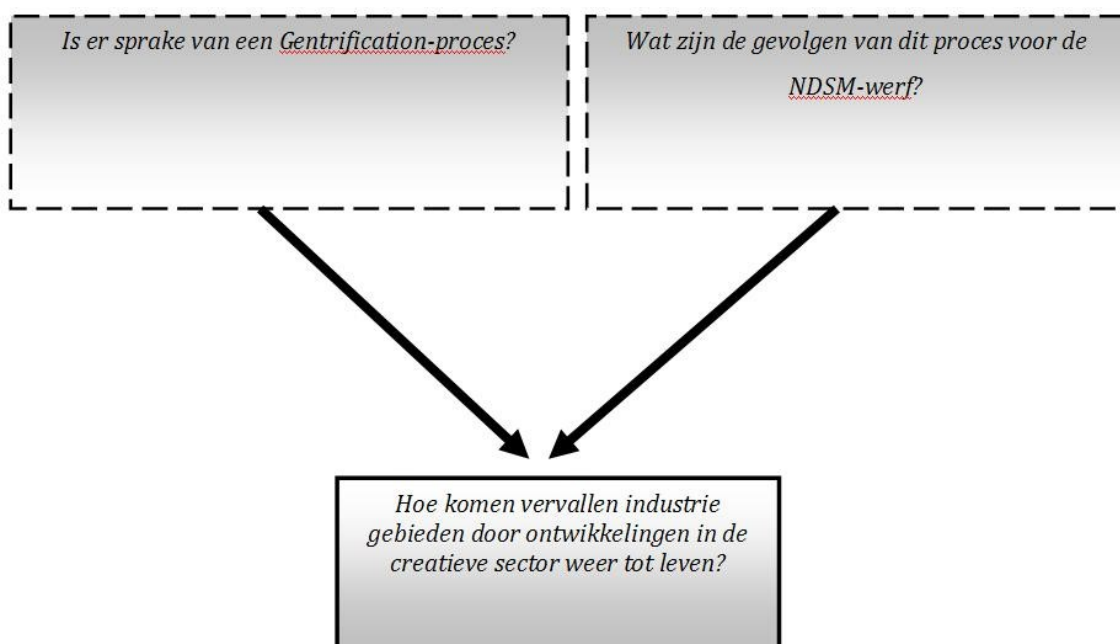 Is er sprake van een Gentrification-proces?
Wat zijn de gevolgen van dit proces voor de
NDSM-werf?
Hoe komen vervallen industrie
gebieden door ontwikkelingen in de
creatieve sector weer tot leven?